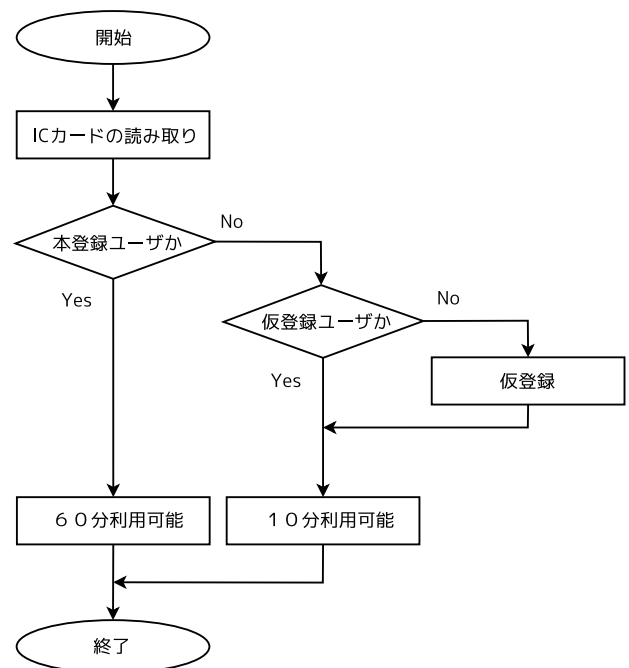 開始
ICカードの読み取り
本登録ユーザか
No
Yes
仮登録ユーザか
No
Yes
仮登録
６０分利用可能
１０分利用可能
終了